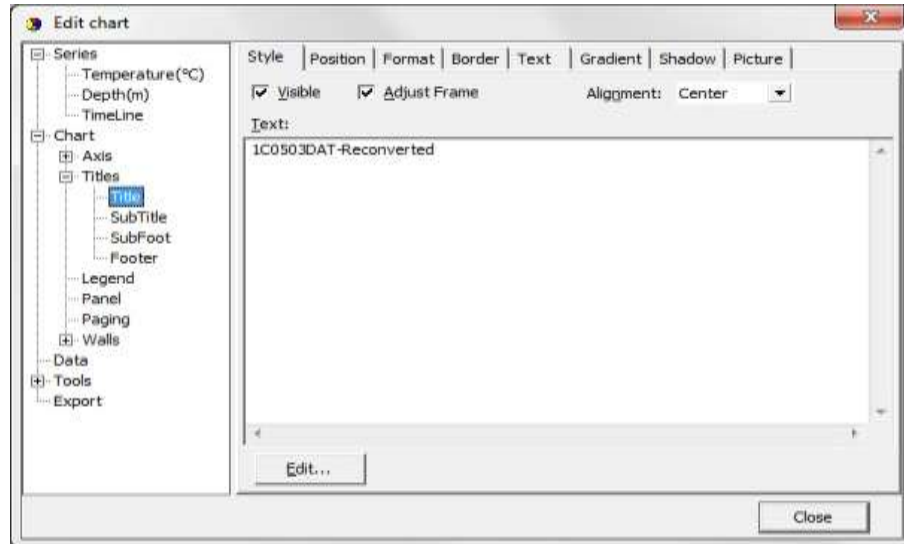 Edit chart
Series
Temperature(°C)
Depth(m)
TimeLine
Chart
Axis
Titles
Title
SubTitle
SubFoot
Footer
Legend
Panel
Paging
Walls
Data
Tools
Export
Style Position Format Border Text Gradient Shadow Picture
Visible Adjust Frame Alignment: Center
Text:
1C0503DAT-Reconverted
Edit...
Close